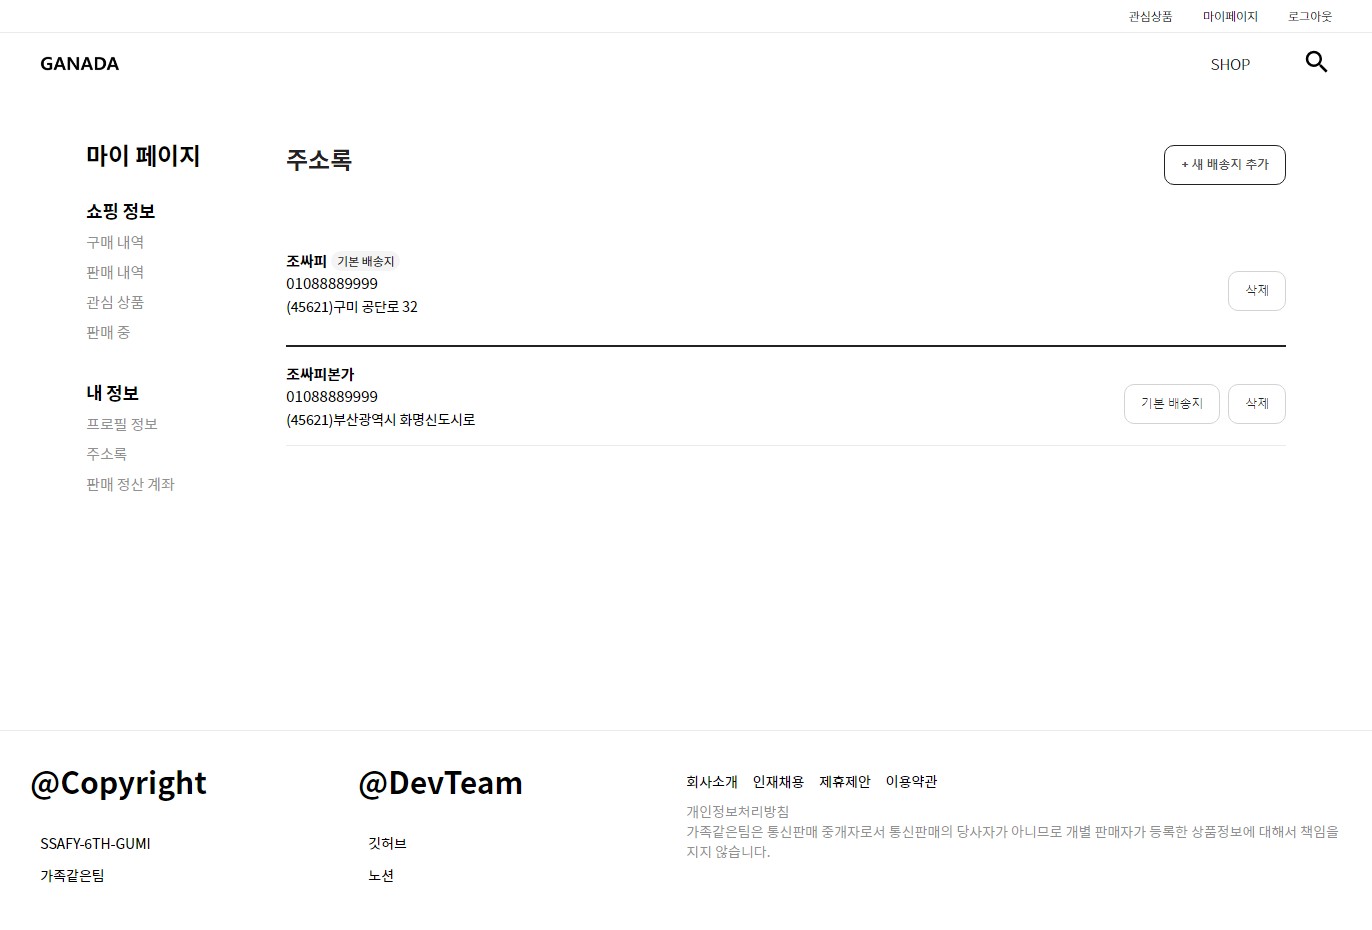 관심상품 마이페이지 로그아웃
GANADA SHOP
마이 페이지
쇼핑 정보
구매 내역
판매 내역
관심 상품
판매 중
내 정보
프로필 정보
주소록
판매 정산 계좌
주소록
+ 새 배송지 추가
조싸피 기본 배송지
01088889999
(45621)구미 공단로 32
삭제
조싸피본가
01088889999
(45621)부산광역시 화명신도시로
기본 배송지 삭제
@Copyright
SSAFY-6TH-GUMI
가족같은팀
@DevTeam
깃허브
노션
회사소개 인재채용 제휴제안 이용약관
개인정보처리방침
가족같은팀은 통신판매 중개자로서 통신판매의 당사자가 아니므로 개별 판매자가 등록한 상품정보에 대해서 책임을
지지 않습니다.